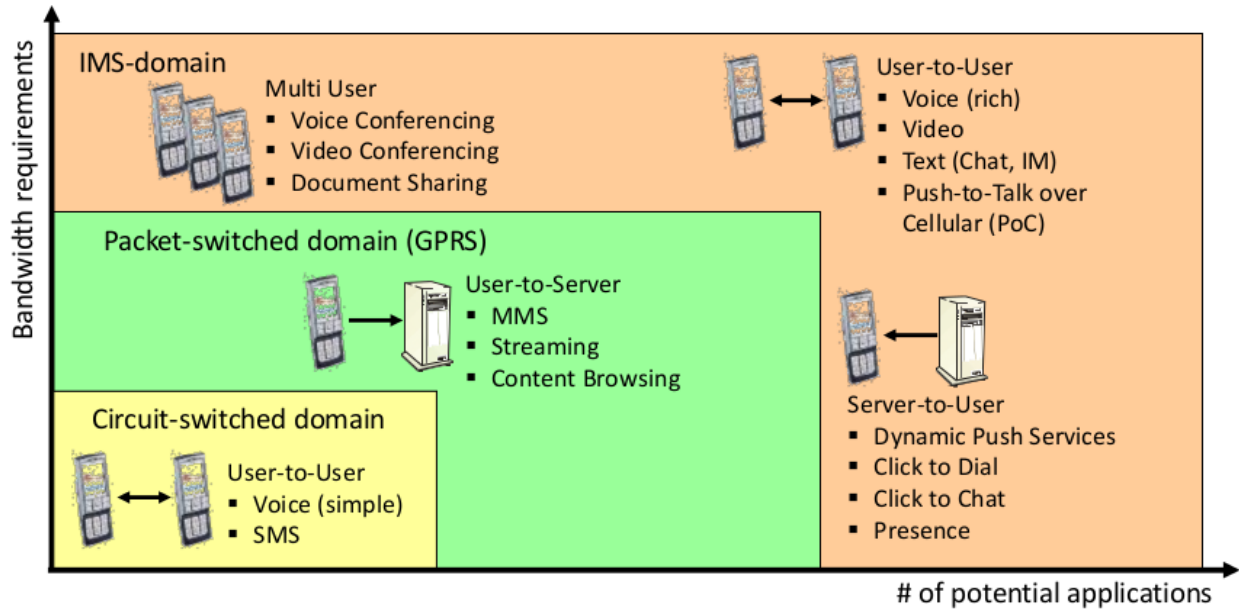 Bandwidth requirements
IMS-domain
Multi User
▪ Voice Conferencing
▪ Video Conferencing
▪ Document Sharing
User-to-User
▪ Voice (rich)
▪ Video
▪ Text (Chat, IM)
▪ Push-to-Talk over
Cellular (PoC)
Packet-switched domain (GPRS)
User-to-Server
▪ MMS
▪ Streaming
▪ Content Browsing
Server-to-User
▪ Dynamic Push Services
▪ Click to Dial
▪ Click to Chat
▪ Presence
Circuit-switched domain
User-to-User
▪ Voice (simple)
▪ SMS
# of potential applications